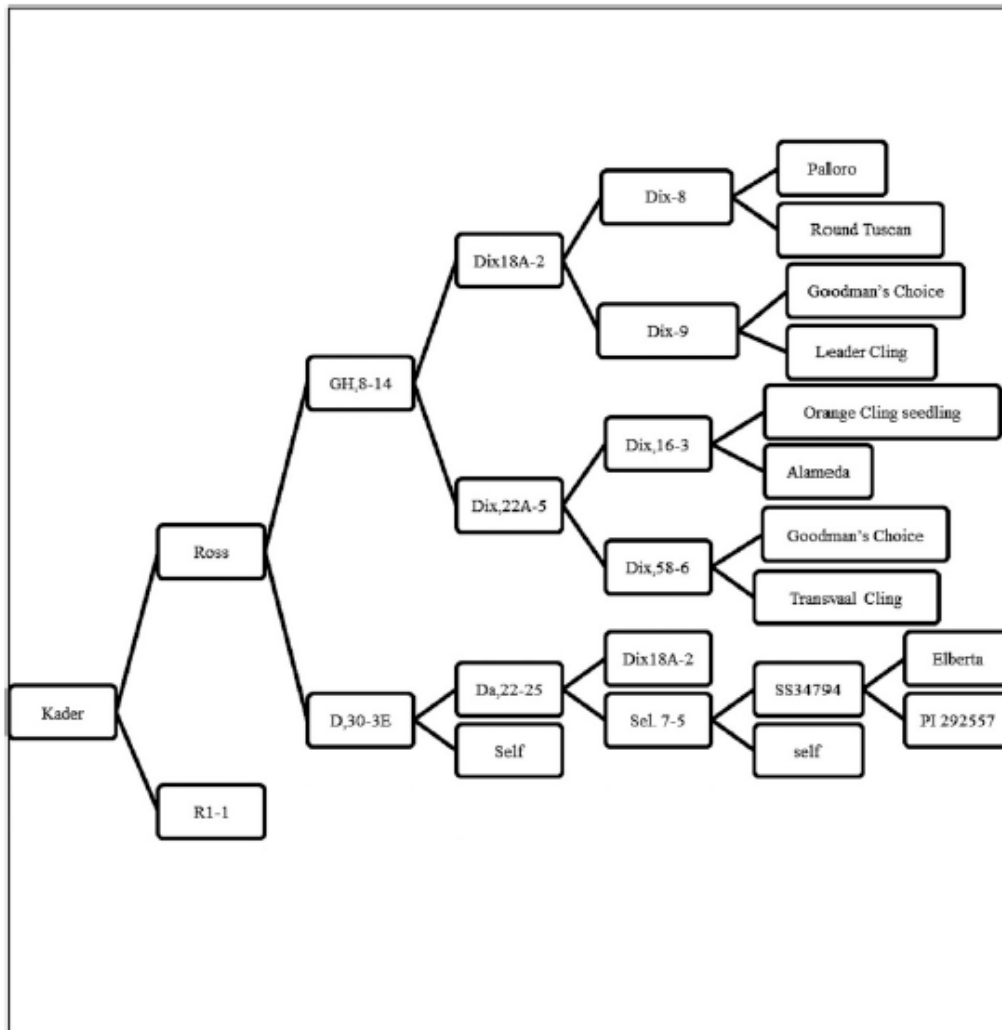 Palloro
Dix-8
Round Tuscan
Dix18A-2
Goodman's Choice
Dix-9
Leader Cling
GH,8-14
Orange Cling seedling
Dix,16-3
Alameda
Dix,22A-5
Goodman's Choice
Ross
Dix,58-6
Transvaal Cling
Dix18A-2
Elberta
Da,22-25
SS34794
Kader
D,30-3E
Sel. 7-5
PI 292557
Self
self
R1-1